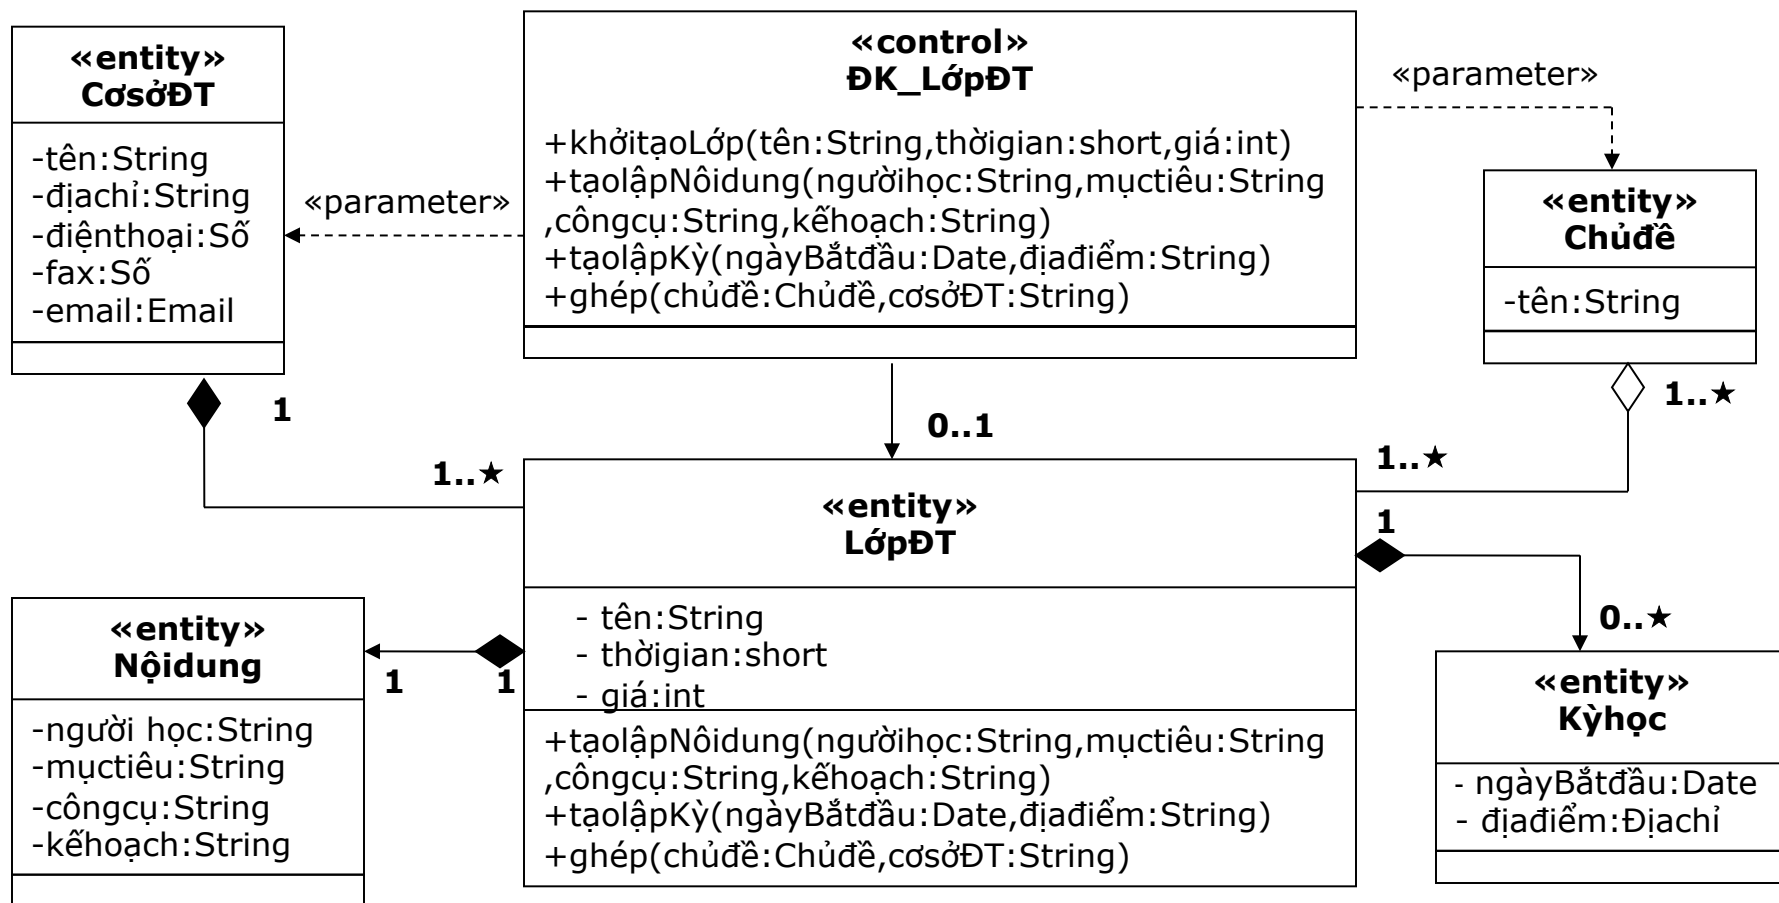 «entity»
CơsởĐT
-tên:String
-địachỉ:String
-điệnthoại:Số
-fax:Số
-email:Email
«parameter»
«control»
ĐK_LớpĐT
+khởitạoLớp(tên:String,thờigian:short,giá:int)
+tạolậpNôidung(ngườihọc:String,mụctiêu:String
,côngcụ:String,kếhoạch:String)
+tạolậpKỳ(ngàyBắtđầu:Date,địađiểm:String)
+ghép(chủđề:Chủđề,cơsởĐT:String)
«parameter»
«entity»
Chủđề
-tên:String
1
1..★
0..1
1..★
1..★
«entity»
LớpĐT
- tên:String
- thờigian:short
- giá:int
+tạolậpNôidung(ngườihọc:String,mụctiêu:String
,côngcụ:String,kếhoạch:String)
+tạolậpKỳ(ngàyBắtđầu:Date,địađiểm:String)
+ghép(chủđề:Chủđề,cơsởĐT:String)
1
0..★
1
1
«entity»
Nộidung
-người học:String
-mụctiêu:String
-côngcụ:String
-kếhoạch:String
«entity»
Kỳhọc
- ngàyBắtđầu:Date
- địađiểm:Địachỉ